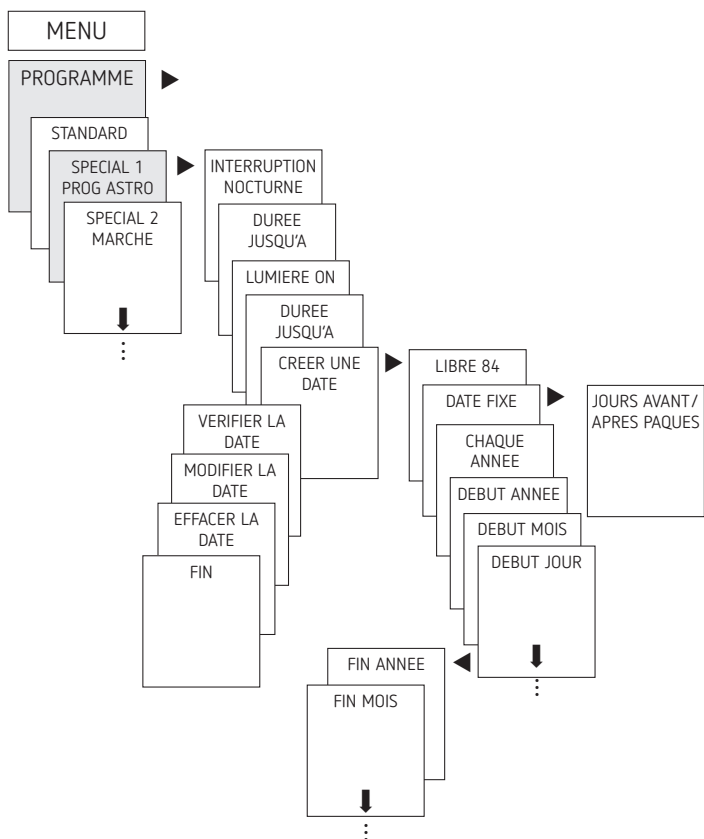 MENU
PROGRAMME
STANDARD
SPECIAL 1
PROG ASTRO
SPECIAL 2
MARCHE
INTERRUPTION
NOCTURNE
DUREE
JUSQU'A
LUMIERE ON
DUREE
JUSQU'A
CREER UNE
DATE
VERIFIER LA
DATE
MODIFIER LA
DATE
EFFACER LA
DATE
FIN
LIBRE 84
DATE FIXE
CHAQUE
ANNEE
DEBUT ANNEE
DEBUT MOIS
DEBUT JOUR
JOURS AVANT/
APRES PAQUES
FIN ANNEE
FIN MOIS